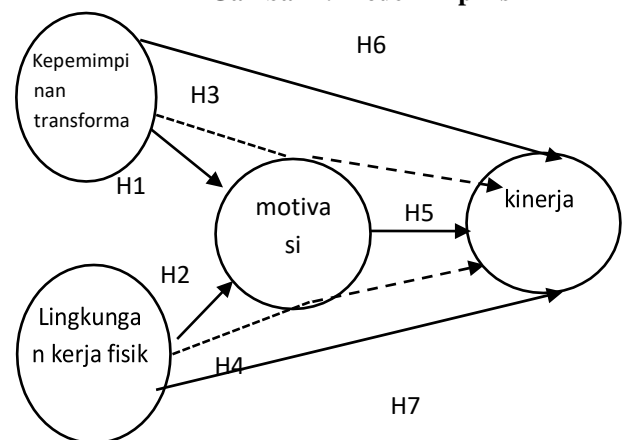 H6
Kepemimpi
nan
transforma
H3
H1
motiva
si
H5
kinerja
H2
Lingkunga
n kerja fisik
H4
H7